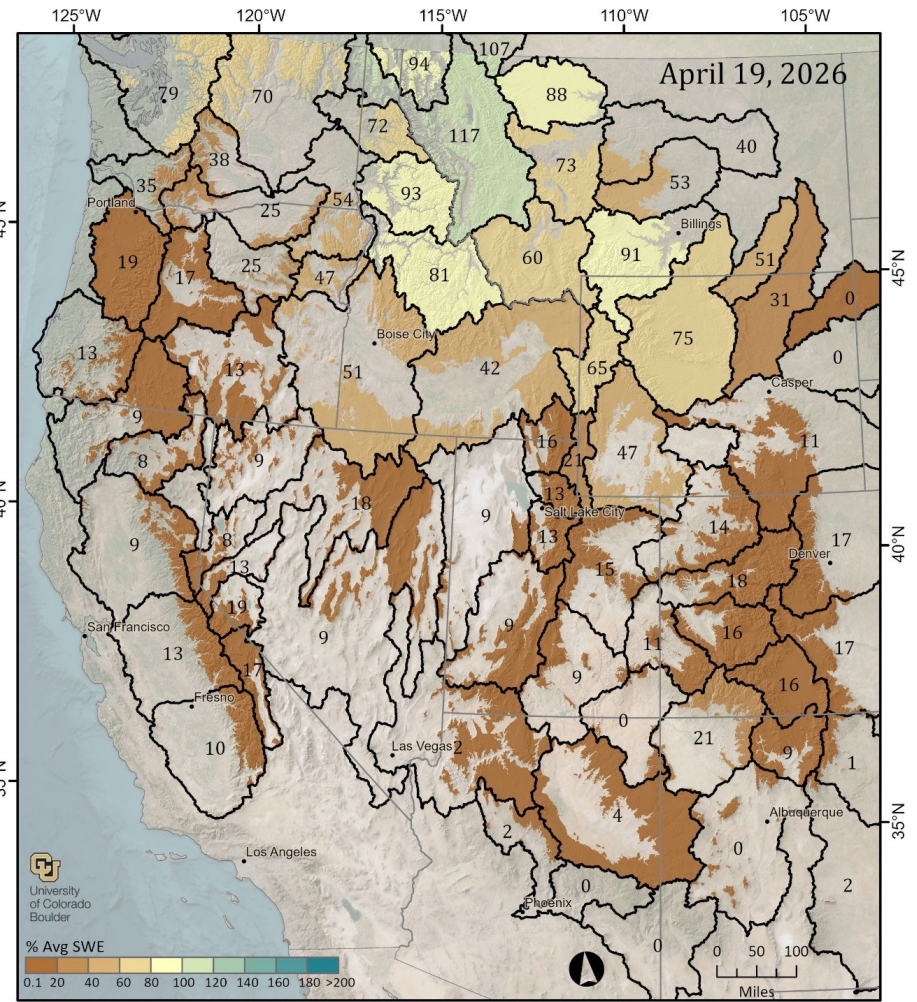 125°W 120°W 115°W 110°W 105°W
April 19, 2026
107
94
79 70 88
72 117
38 40
73
35 53
93
Portland
54
25
45°N
Billings
19 91
60
17 25 51
81 45°N
47
31 0
Boise City
75
13 0
13 51 42 65
Casper
9
16 11
47
8 9 21
18 13
40°N
Salt Lake City
9 14
9 8 13 17 40°N
Denver
13 15 18
19
9 9 16
San Francisco
11 17
13 17
9 16
Fresno
0
21
10 Las Vegas 2 9 1
35°N
4 Albuquerque
35°N
2
Los Angeles
0
0 2
Phoenix
0
University
of Colorado
Boulder
% Avg SWE
0.1 20 40 60 80 100 120 140 160 180 >200
0 50 100
Miles